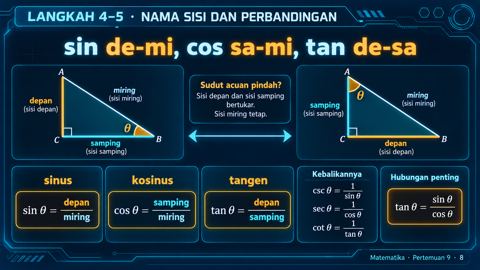 LANGKAH 4–5 · NAMA SISI DAN PERBANDINGAN
sin de-mi, cos sa-mi, tan de-sa
A
depan
(sisi depan)
miring
(sisi miring)
θ
C
B
samping
(sisi samping)
Sudut acuan pindah?
Sisi depan dan sisi samping
bertukar.
Sisi miring tetap.
A
θ
samping
(sisi samping)
miring
(sisi miring)
C
B
depan
(sisi depan)
sinus
sin θ = depan / miring
kosinus
cos θ = samping / miring
tangen
tan θ = depan / samping
Kebalikannya
csc θ = 1 / sin θ
sec θ = 1 / cos θ
cot θ = 1 / tan θ
Hubungan penting
tan θ = sin θ / cos θ
Matematika · Pertemuan 9 · 8